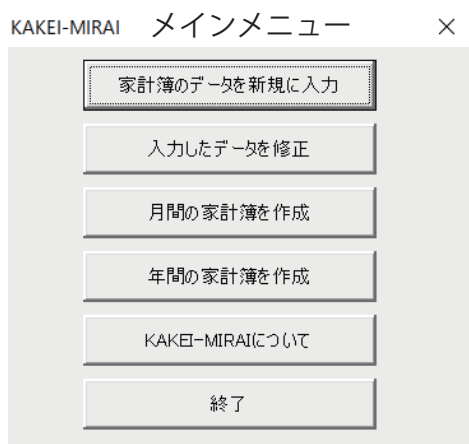 KAKEI-MIRAI メインメニュー ×
家計簿のデータを新規に入力
入力したデータを修正
月間の家計簿を作成
年間の家計簿を作成
KAKEI-MIRAIについて
終了